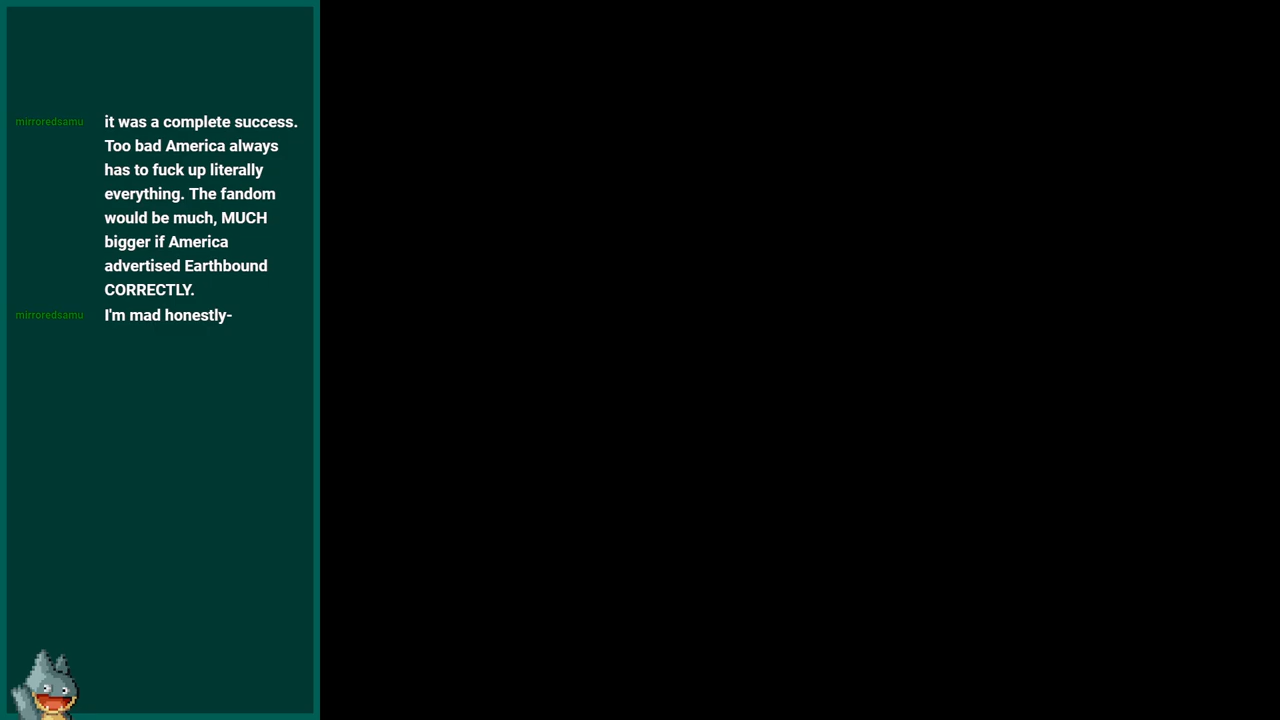 mirroredsamu it was a complete success.
Too bad America always
has to fuck up literally
everything. The fandom
would be much, MUCH
bigger if America
advertised Earthbound
CORRECTLY.
mirroredsamu I'm mad honestly-